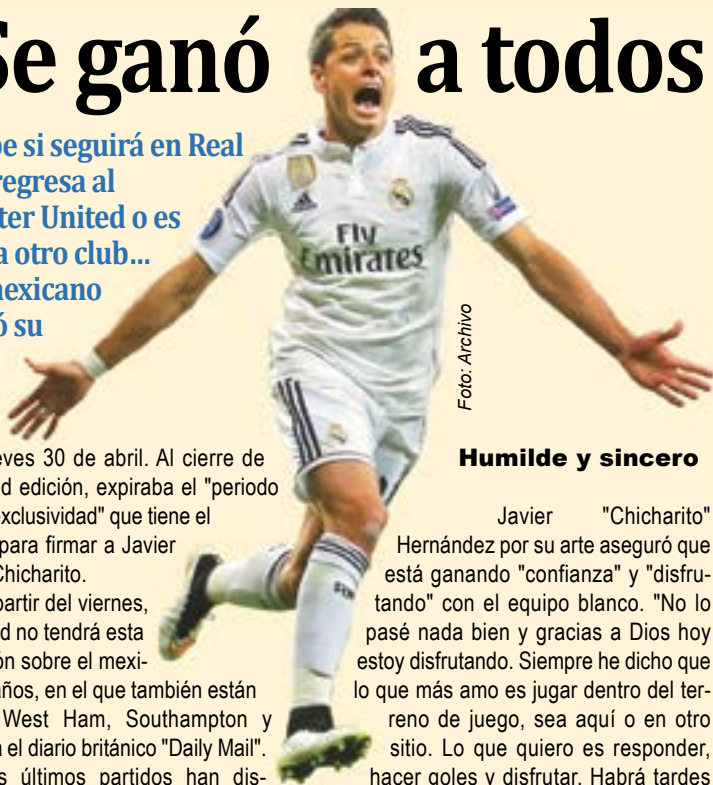 Se ganó a todos
be si seguirá en Real
regresa al
ter United o es
a otro club...
mexicano
ó su
Fly
Emirates
Foto: Archivo
eves 30 de abril. Al cierre de
d edición, expiraba el "periodo
exclusividad" que tiene el
para firmar a Javier
Chicharito.
partir del viernes,
d no tendrá esta
ón sobre el mexi-
años, en el que también están
West Ham, Southampton y
a el diario británico "Daily Mail".
s últimos partidos han dis-
Humilde y sincero
Javier "Chicharito"
Hernández por su arte aseguró que
está ganando "confianza" y "disfru-
tando" con el equipo blanco. "No lo
pasé nada bien y gracias a Dios hoy
estoy disfrutando. Siempre he dicho que
lo que más amo es jugar dentro del ter-
reno de juego, sea aquí o en otro
sitio. Lo que quiero es responder,
hacer goles y disfrutar. Habrá tardes